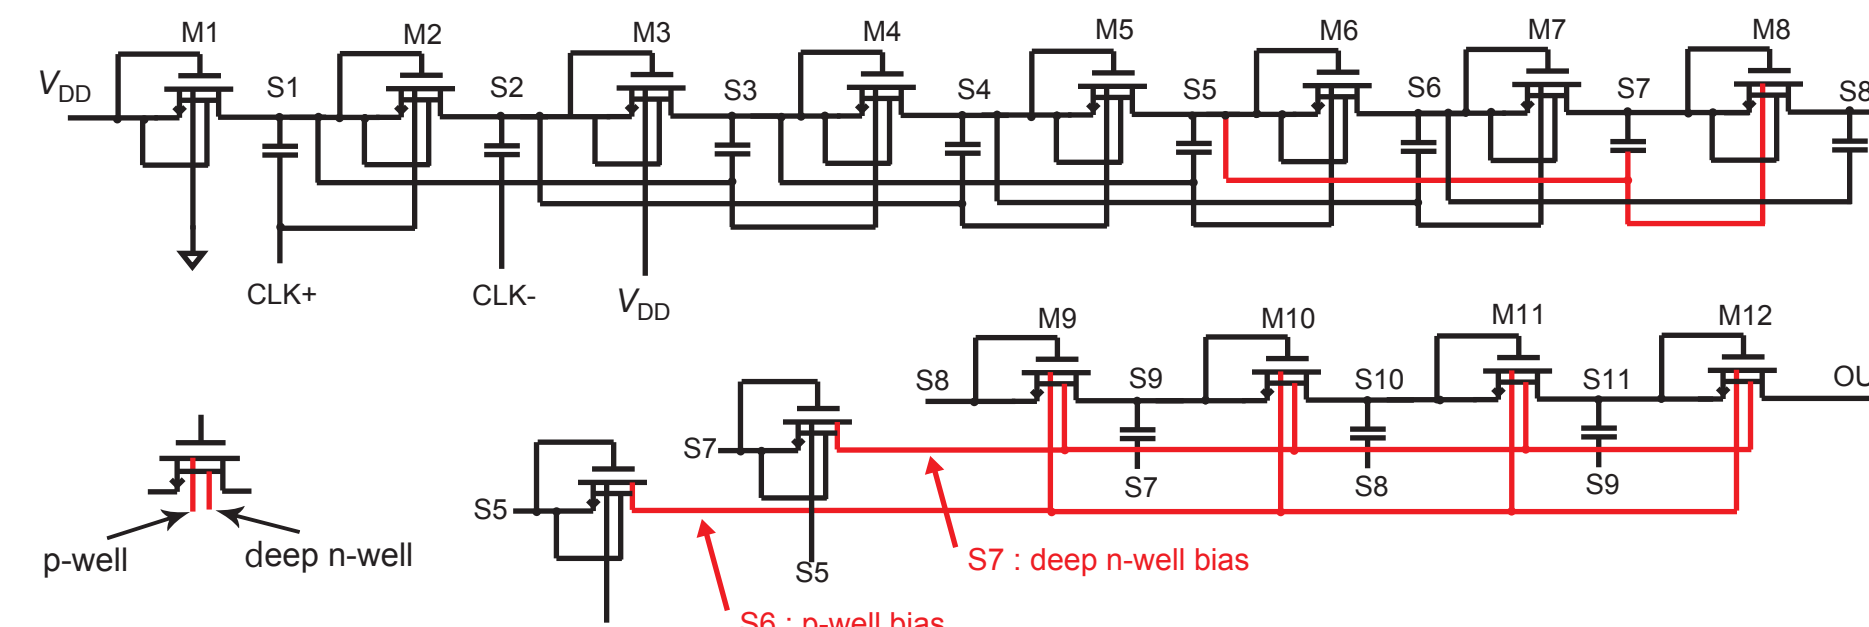 M1 M2 M3 M4 M5 M6 M7 M8
VDD S1 S2 S3 S4 S5 S6 S7 S8
CLK+ CLK- VDD
M9 M10 M11 M12
S8 S9 S10 S11
S7
S7 S8 S9
S5
p-well
deep n-well
S5
S7 : deep n-well bias
S6 : p-well bias